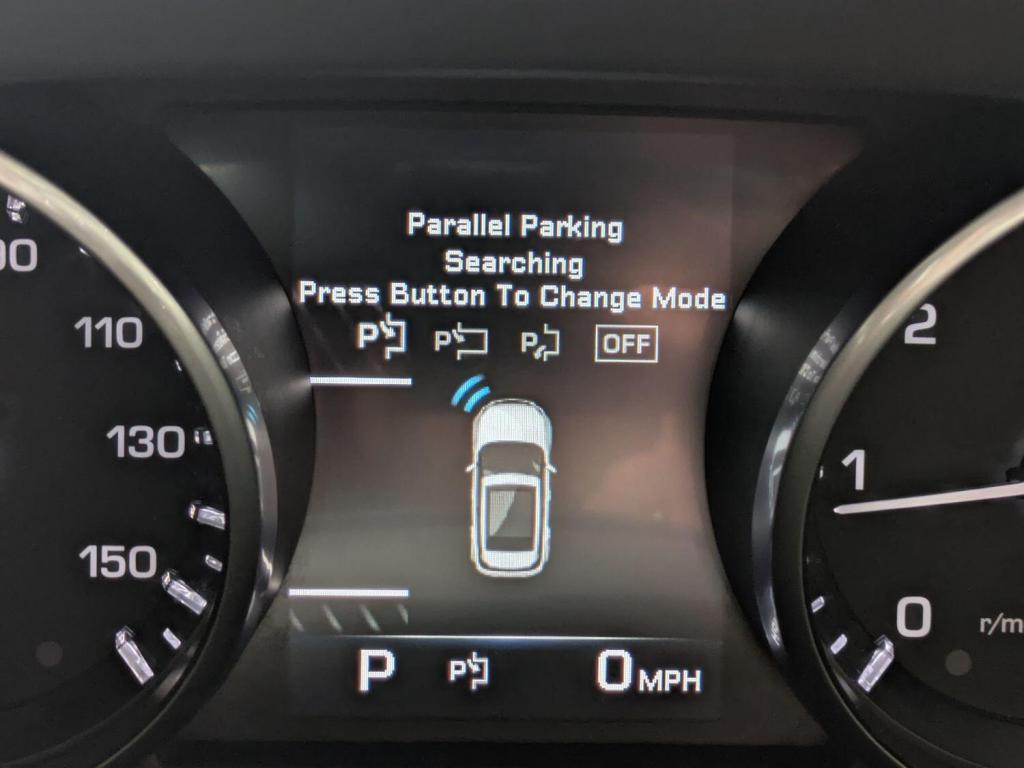 Parallel Parking
Searching
Press Button To Change Mode
P P P OFF
110
130
150
2
1
0
r/m
P P 0 MPH